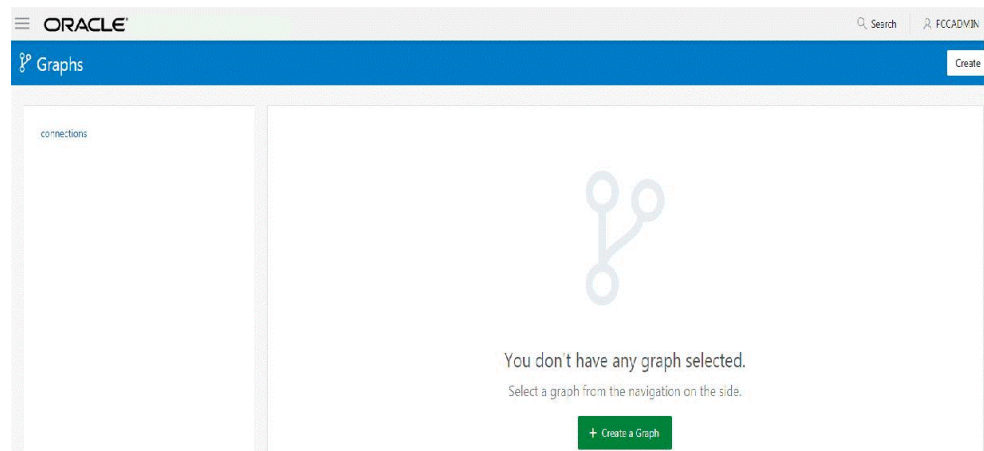 ORACLE
Search
FCCADMIN
Graphs
Create
connections
You don't have any graph selected.
Select a graph from the navigation on the side.
+ Create a Graph